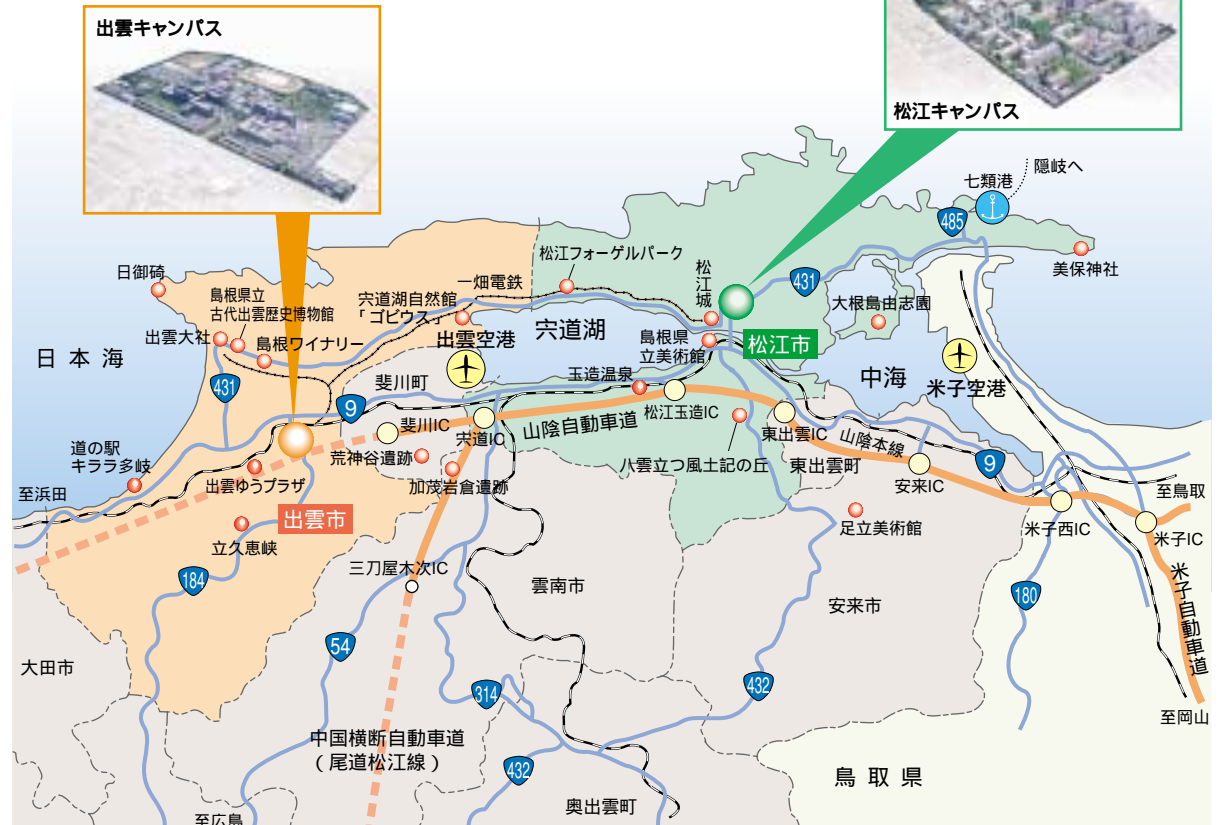 出雲キャンパス
松江キャンパス
隠岐へ
七類港
485
美保神社
日御碕
島根県立
古代出雲歴史博物館
出雲大社
島根ワイナリー
一畑電鉄
宍道湖自然館
「ゴビウス」
松江フォーゲルパーク
松江城
431
大根島由志園
日本海
出雲空港
宍道湖
島根県
立美術館
松江市
中海
米子空港
431
9
斐川町
玉造温泉
松江玉造IC
斐川IC
宍道IC
山陰自動車道
東出雲IC
山陰本線
道の駅
キララ多岐
荒神谷遺跡
加茂岩倉遺跡
八雲立つ風土記の丘
東出雲町
安来IC
9
至浜田
出雲ゆうプラザ
出雲市
立久恵峡
足立美術館
米子西IC
至鳥取
米子IC
184
三刀屋木次IC
雲南市
安来市
180
米子自動車道
大田市
54
314
432
至岡山
中国横断自動車道
(尾道松江線)
432
鳥取県
奥出雲町
至広島